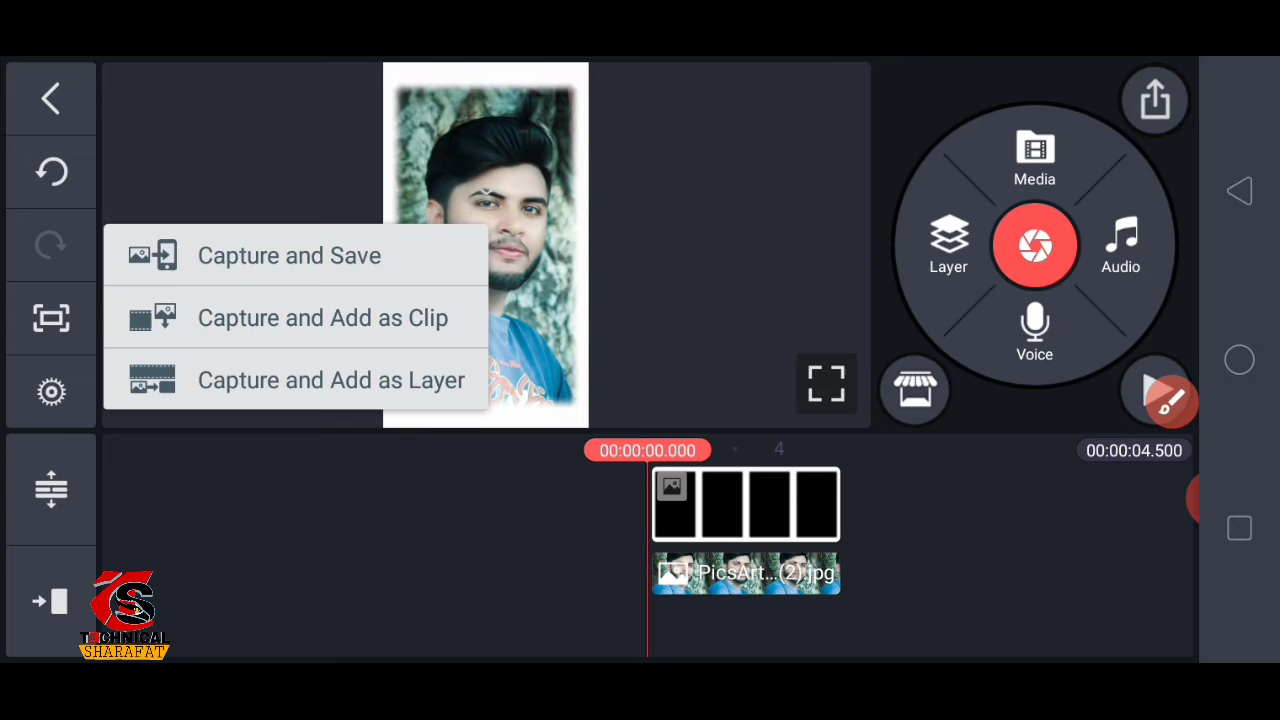 Capture and Save
Capture and Add as Clip
Capture and Add as Layer
Media
Layer
Audio
Voice
00:00:00.000
4
00:00:04.500
PicsArt...(2).jpg
TS
TECHNICAL
SHARAFAT